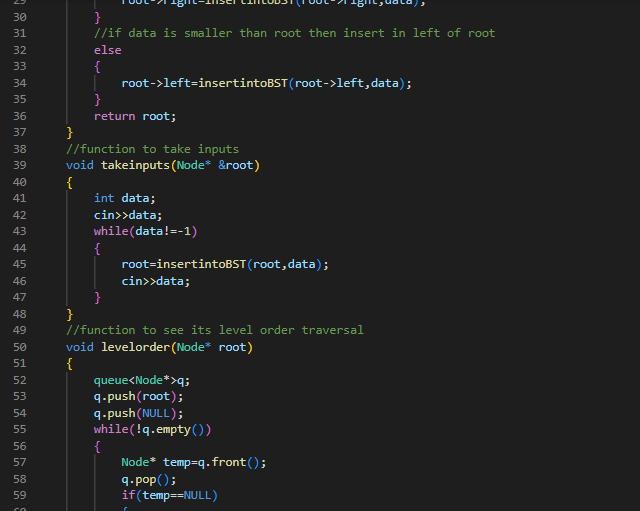 29 root->right=insertintoBST(root->right,data);
30 }
31 //if data is smaller than root then insert in left of root
32 else
33 {
34 root->left=insertintoBST(root->left,data);
35 }
36 return root;
37 }
38 //function to take inputs
39 void takeinputs(Node* &root)
40 {
41 int data;
42 cin>>data;
43 while(data!=-1)
44 {
45 root=insertintoBST(root,data);
46 cin>>data;
47 }
48 }
49 //function to see its level order traversal
50 void levelorder(Node* root)
51 {
52 queue<Node*>q;
53 q.push(root);
54 q.push(NULL);
55 while(!q.empty())
56 {
57 Node* temp=q.front();
58 q.pop();
59 if(temp==NULL)
60 {